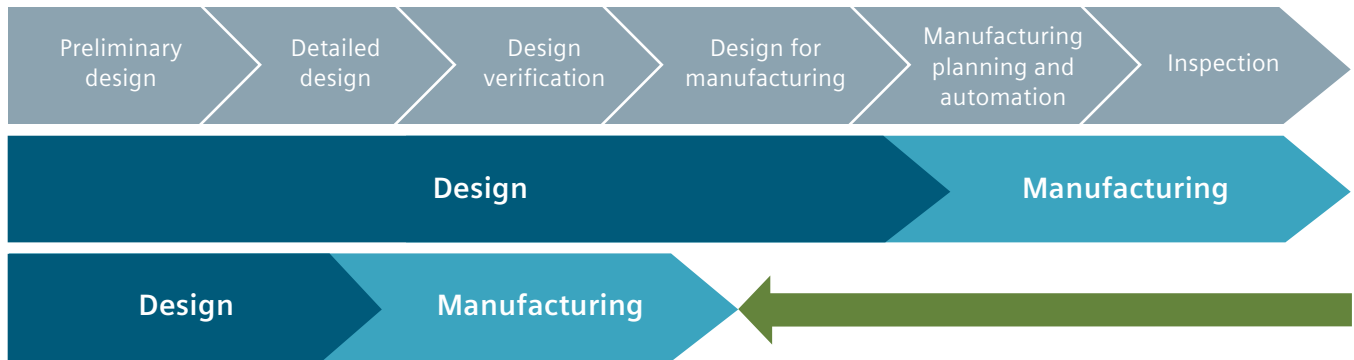 Preliminary
design
Detailed
design
Design
verification
Design for
manufacturing
Manufacturing
planning and
automation
Inspection
Design
Manufacturing
Design
Manufacturing